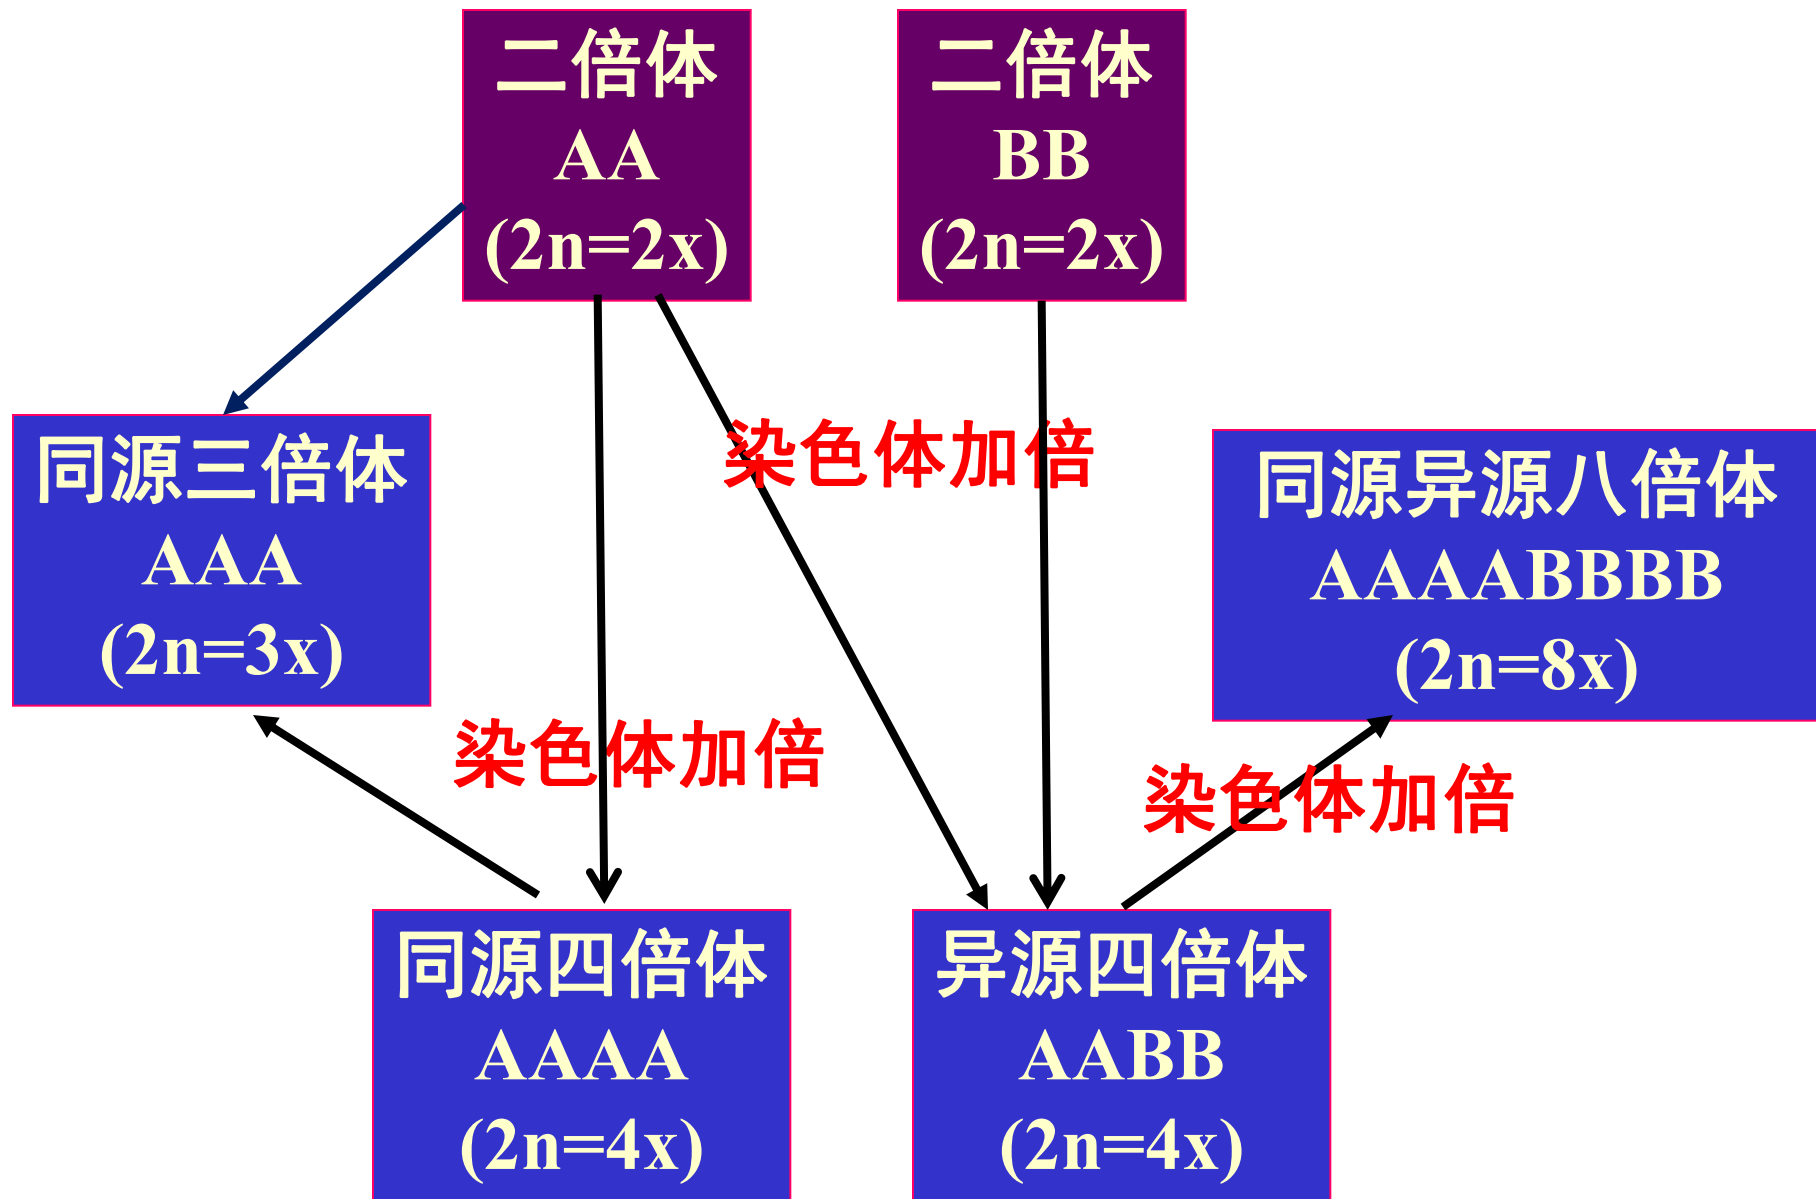 二倍体
AA
(2n=2x)
二倍体
BB
(2n=2x)
同源三倍体
AAA
(2n=3x)
染色体加倍
同源异源八倍体
AAAABBBB
(2n=8x)
染色体加倍
染色体加倍
同源四倍体
AAAA
(2n=4x)
异源四倍体
AABB
(2n=4x)